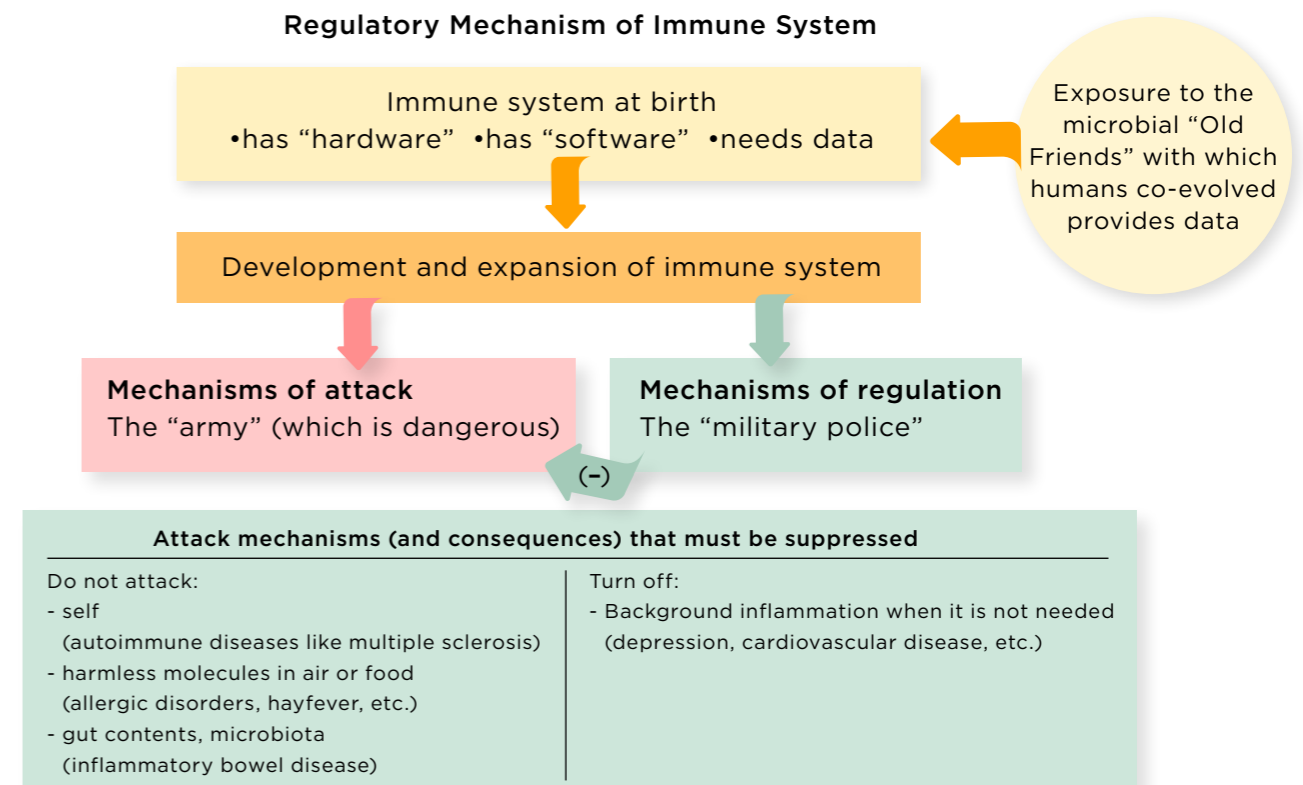 Regulatory Mechanism of Immune System
Immune system at birth
•has “hardware” •has “software” •needs data
Exposure to the
microbial “Old
Friends” with which
humans co-evolved
provides data
Development and expansion of immune system
Mechanisms of attack
The “army” (which is dangerous)
Mechanisms of regulation
The “military police”
(–)
Attack mechanisms (and consequences) that must be suppressed
Do not attack:
- self
(autoimmune diseases like multiple sclerosis)
- harmless molecules in air or food
(allergic disorders, hayfever, etc.)
- gut contents, microbiota
(inflammatory bowel disease)
Turn off:
- Background inflammation when it is not needed
(depression, cardiovascular disease, etc.)